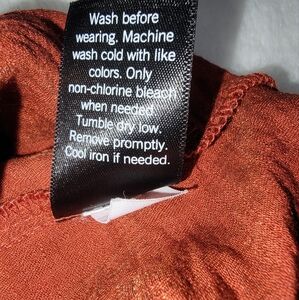 Wash before
wearing. Machine
wash cold with like
colors. Only
non-chlorine bleach
when needed.
Tumble dry low.
Remove promptly.
Cool iron if needed.